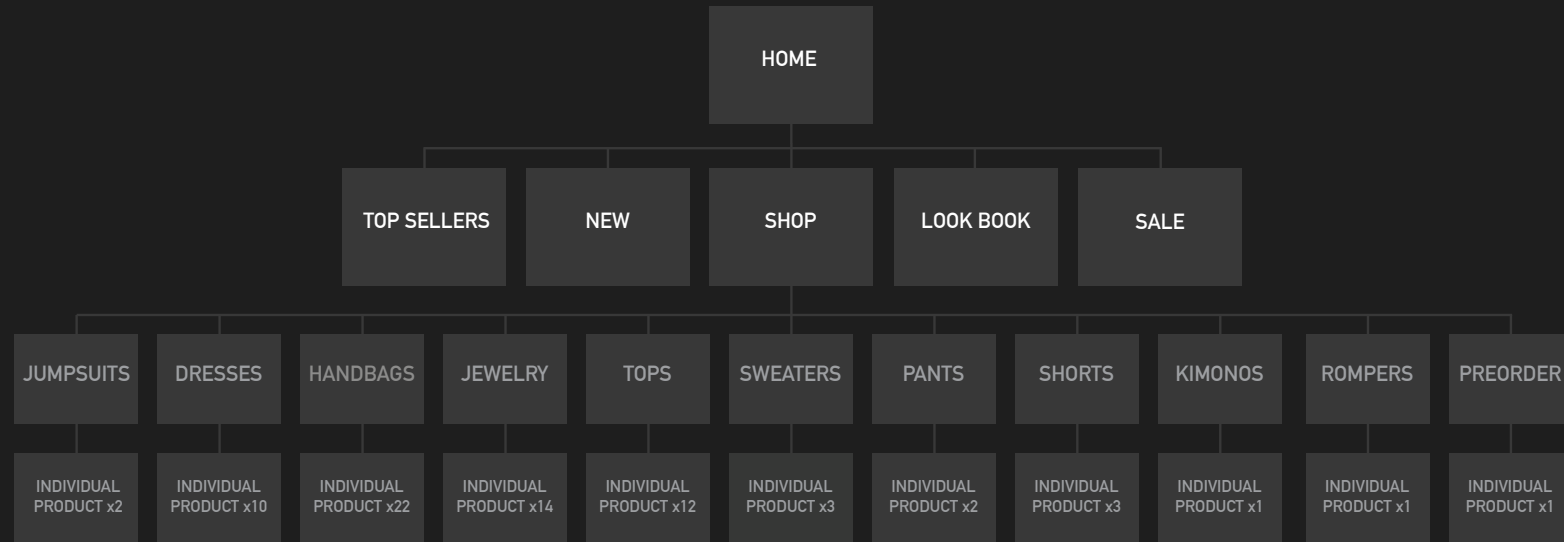 HOME
TOP SELLERS
NEW
SHOP
LOOK BOOK
SALE
JUMPSUITS
DRESSES
HANDBAGS
JEWELRY
TOPS
SWEATERS
PANTS
SHORTS
KIMONOS
ROMPERS
PREORDER
INDIVIDUAL
PRODUCT x2
INDIVIDUAL
PRODUCT x10
INDIVIDUAL
PRODUCT x22
INDIVIDUAL
PRODUCT x14
INDIVIDUAL
PRODUCT x12
INDIVIDUAL
PRODUCT x3
INDIVIDUAL
PRODUCT x2
INDIVIDUAL
PRODUCT x3
INDIVIDUAL
PRODUCT x1
INDIVIDUAL
PRODUCT x1
INDIVIDUAL
PRODUCT x1